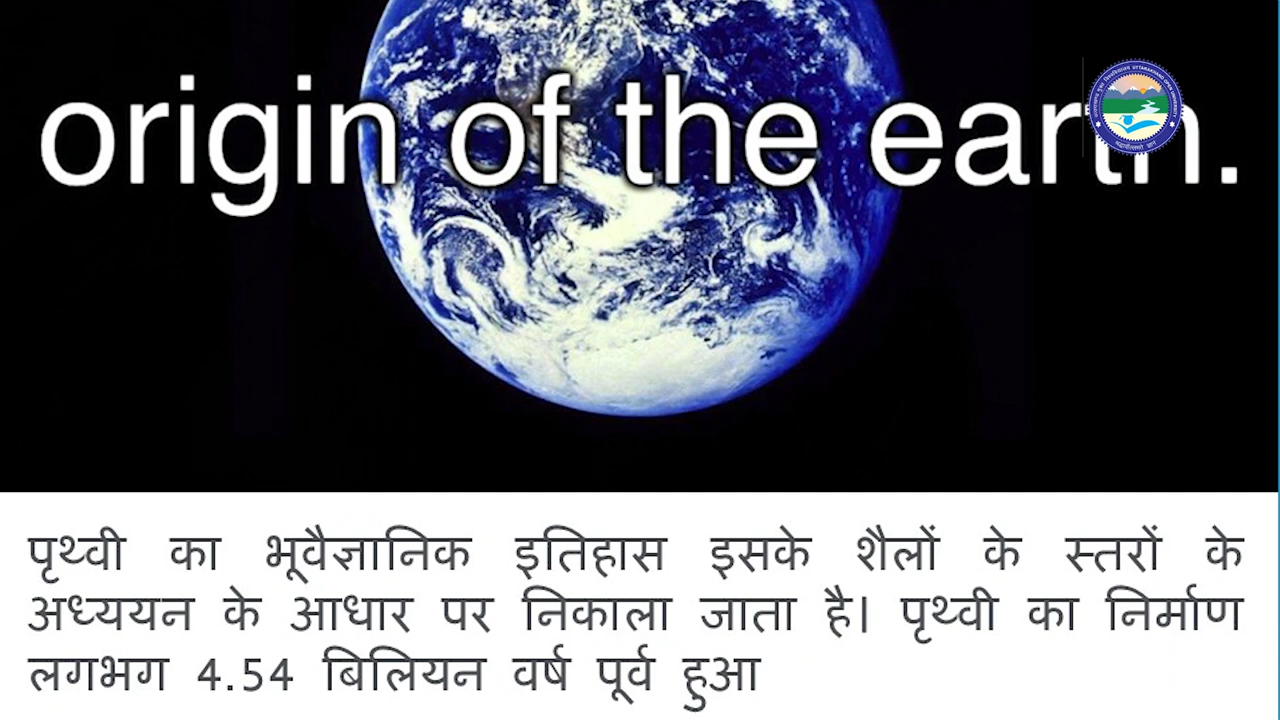 origin of the earth.
पृथ्वी का भूवैज्ञानिक इतिहास इसके शैलों के स्तरों के
अध्ययन के आधार पर निकाला जाता है। पृथ्वी का निर्माण
लगभग 4.54 बिलियन वर्ष पूर्व हुआ